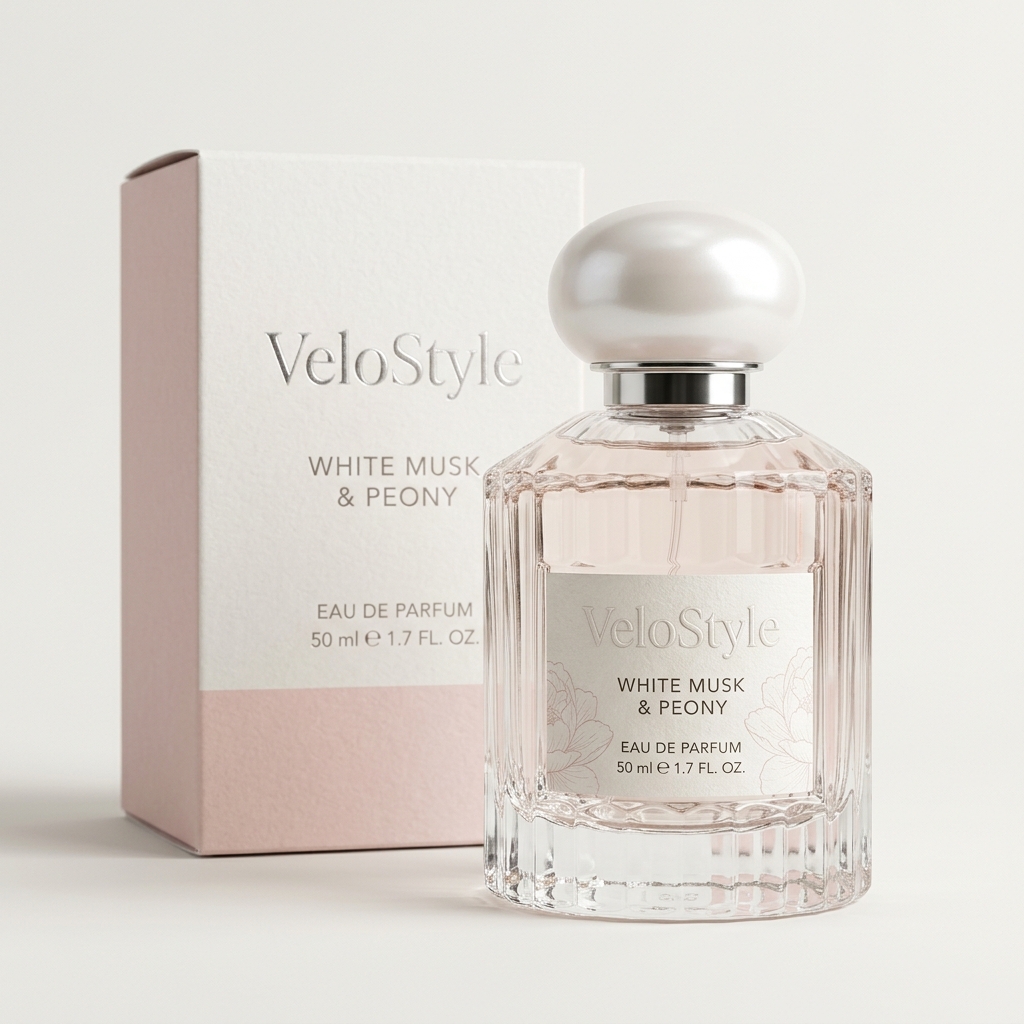 VeloStyle
WHITE MUSK
& PEONY
EAU DE PARFUM
50 ml ℮ 1.7 FL. OZ.
VeloStyle
WHITE MUSK
& PEONY
EAU DE PARFUM
50 ml ℮ 1.7 FL. OZ.